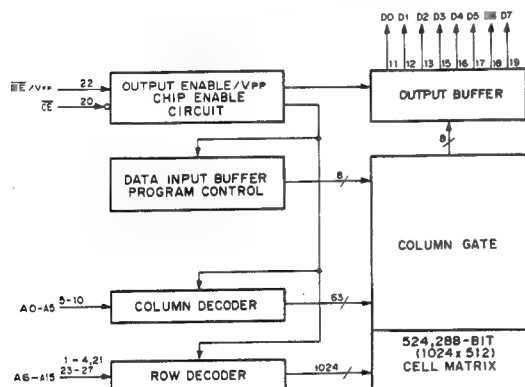 D0 D1 D2 D3 D4 D5 D7
11 12 13 15 16 17 18 19
/VPP 22
CE 20
OUTPUT ENABLE/VPP
CHIP ENABLE
CIRCUIT
OUTPUT BUFFER
8
DATA INPUT BUFFER
PROGRAM CONTROL
8
COLUMN GATE
A0-A5 5-10
COLUMN DECODER
63
524,288-BIT
(1024 x 512)
CELL MATRIX
1-4,21
A6-A15 23-27
ROW DECODER
1024